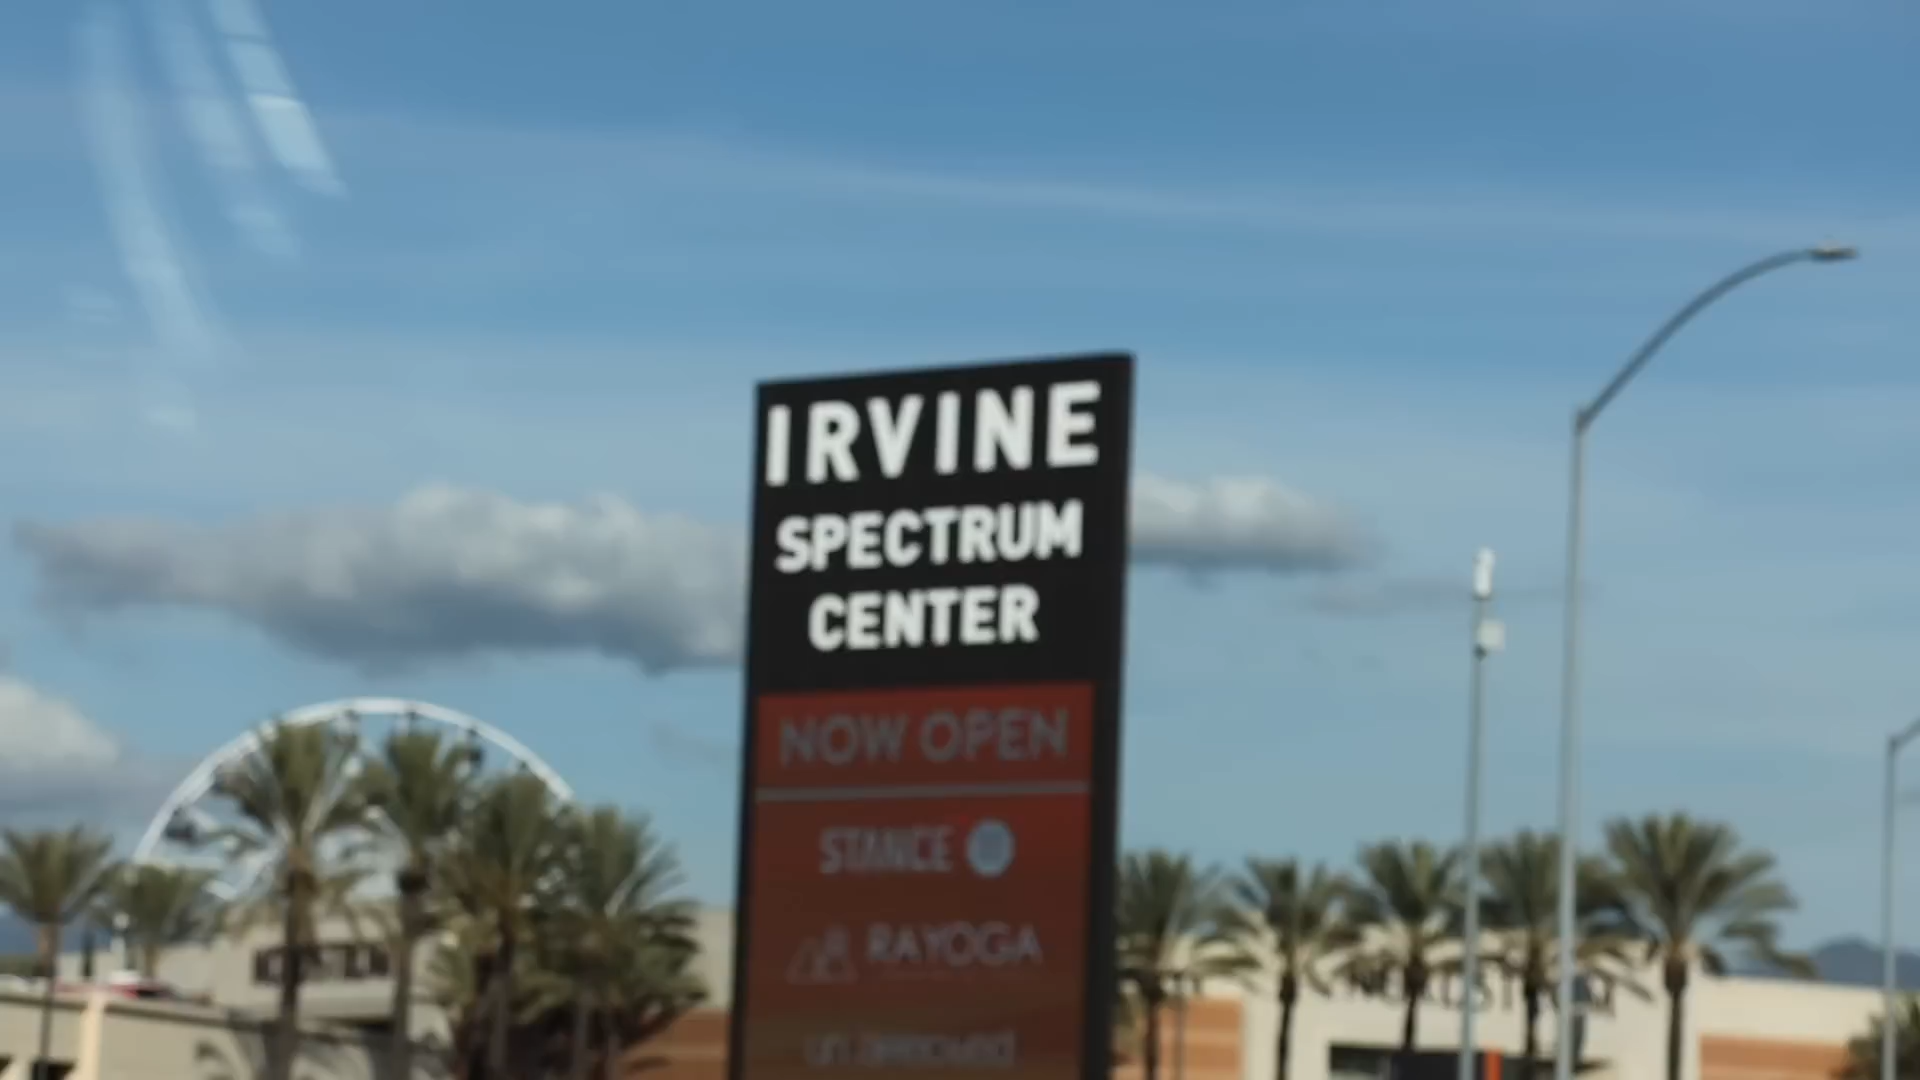 IRVINE
SPECTRUM
CENTER
NOW OPEN
STANCE
RAYOGA